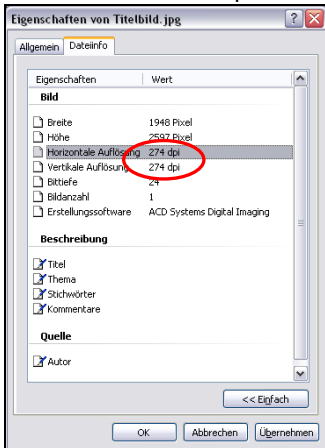 Eigenschaften von Titelbild.jpg
Allgemein Dateiinfo
Eigenschaften Wert
Bild
Breite 1948 Pixel
Höhe 2597 Pixel
Horizontale Auflösung 274 dpi
Vertikale Auflösung 274 dpi
Bittiefe 24
Bildanzahl 1
Erstellungssoftware ACD Systems Digital Imaging
Beschreibung
Titel
Thema
Stichwörter
Kommentare
Quelle
Autor
<< Einfach
OK Abbrechen Übernehmen